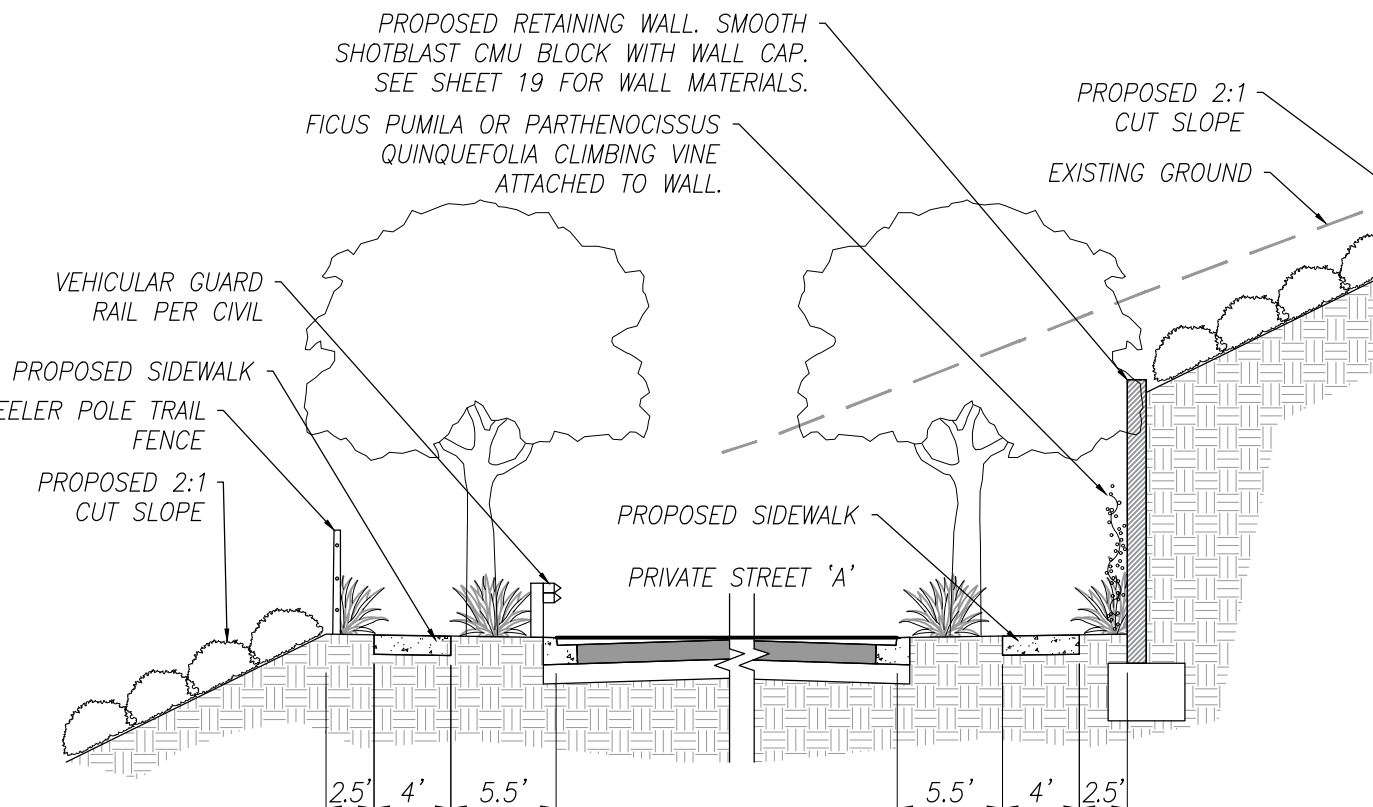 PROPOSED RETAINING WALL. SMOOTH
SHOTBLAST CMU BLOCK WITH WALL CAP.
SEE SHEET 19 FOR WALL MATERIALS.
FICUS PUMILA OR PARTHENOCISSUS
QUINQUEFOLIA CLIMBING VINE
ATTACHED TO WALL.
PROPOSED 2:1
CUT SLOPE
EXISTING GROUND
VEHICULAR GUARD
RAIL PER CIVIL
PROPOSED SIDEWALK
EELER POLE TRAIL
FENCE
PROPOSED 2:1
CUT SLOPE
PROPOSED SIDEWALK
PRIVATE STREET 'A'
2.5' 4' 5.5' 5.5' 4' 2.5'